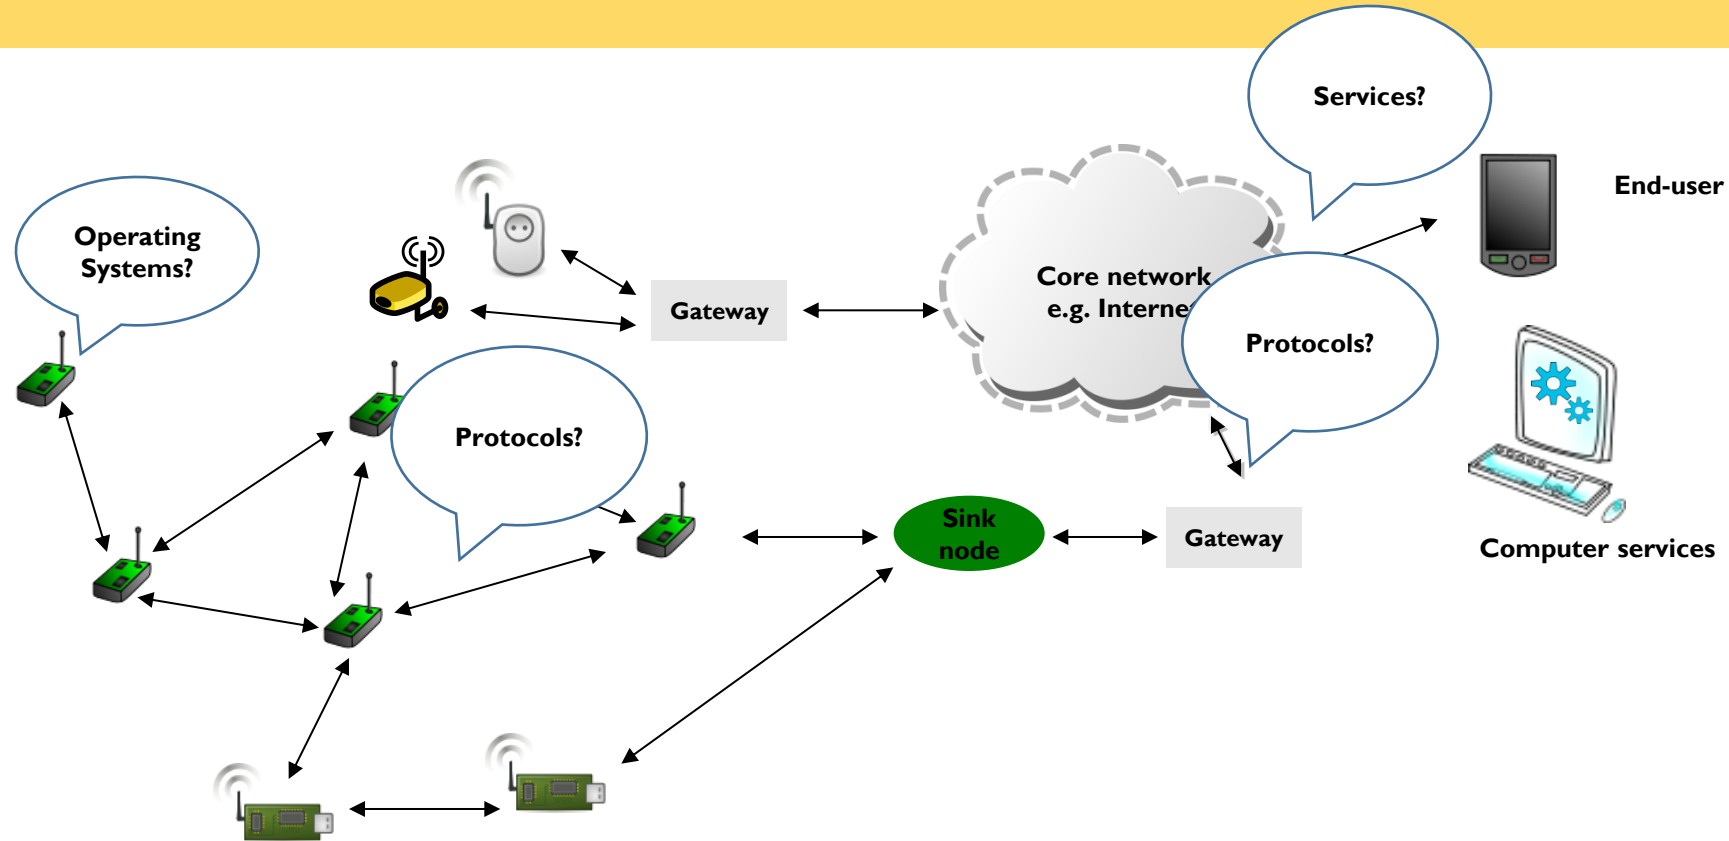 Services?
End-user
Operating
Systems?
Core network
e.g. Interne
Gateway
Protocols?
Protocols?
Sink
node
Gateway
Computer services